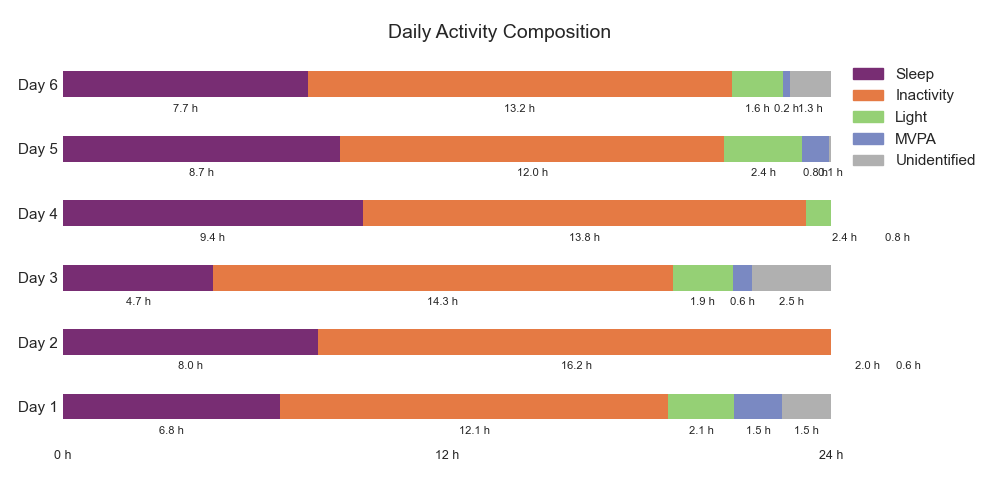 Daily Activity Composition
Day 6
7.7 h 13.2 h 1.6 h 0.2 h 1.3 h
Day 5
8.7 h 12.0 h 2.4 h 0.8 h 0.1 h
Day 4
9.4 h 13.8 h 2.4 h 0.8 h
Day 3
4.7 h 14.3 h 1.9 h 0.6 h 2.5 h
Day 2
8.0 h 16.2 h 2.0 h 0.6 h
Day 1
6.8 h 12.1 h 2.1 h 1.5 h 1.5 h
0 h 12 h 24 h
Sleep
Inactivity
Light
MVPA
Unidentified